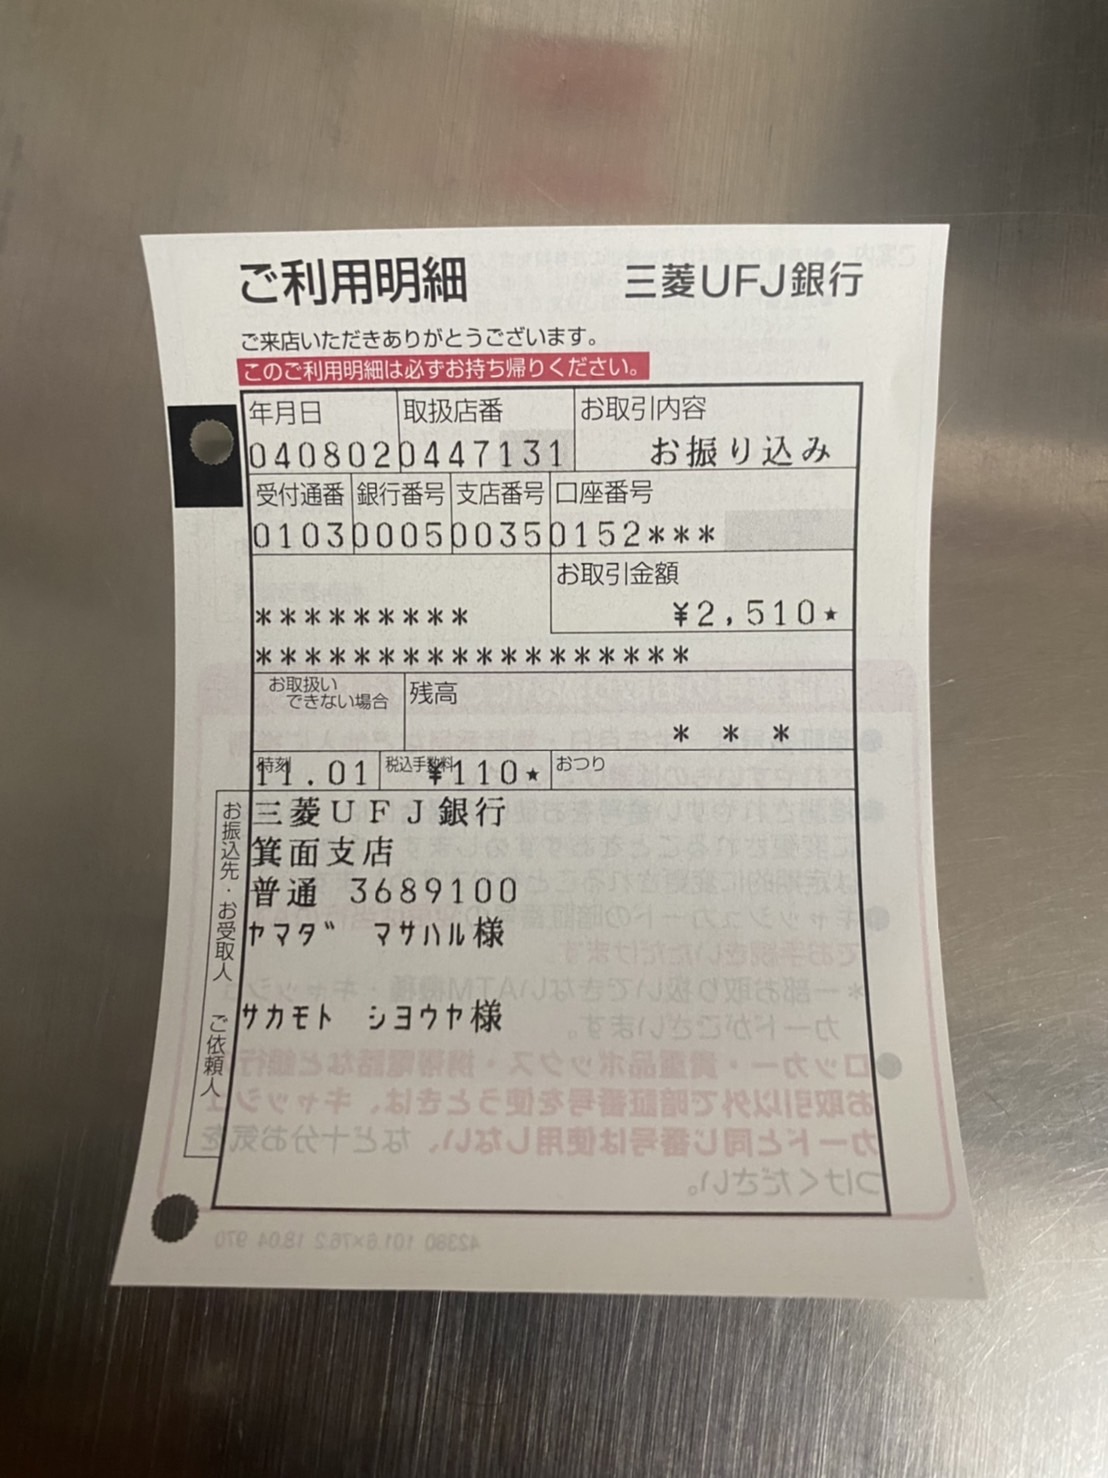 ご利用明細 三菱UFJ銀行
ご来店いただきありがとうございます。
このご利用明細は必ずお持ち帰りください。
年月日 取扱店番 お取引内容
040802 0447131 お振り込み
受付通番 銀行番号 支店番号 口座番号
0103 0005 0035 0152***
お取引金額
********* ¥2,510★
******************
お取扱い
できない場合 残高
* * *
時刻 税込手数料 おつり
11.01 ¥110★
お振込先・お受取人
三菱UFJ銀行
箕面支店
普通 3689100
ヤマダ マサハル様
ご依頼人
サカモト シヨウヤ様